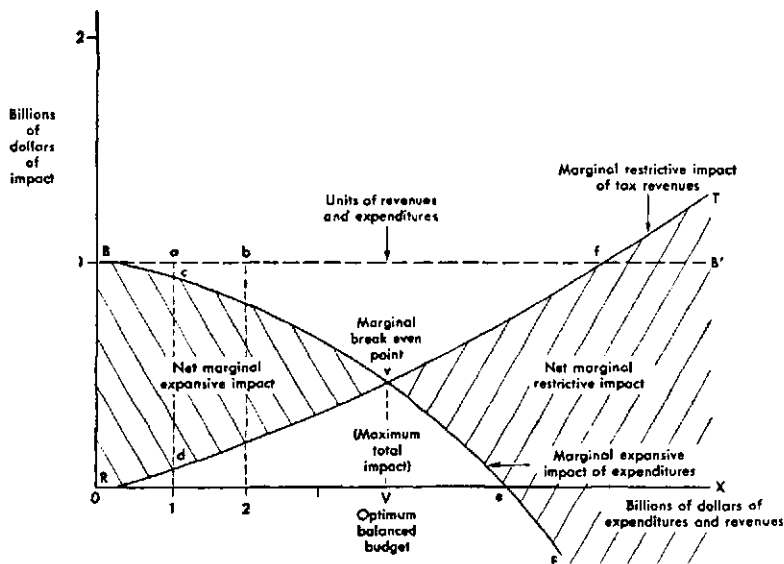 2
Billions
of
dollars
of
impact
Marginal restrictive impact
of tax revenues
T
Units of revenues
and expenditures
B
a
b
f
1
B'
c
Marginal
break even
point
v
Net marginal
expansive impact
Net marginal
restrictive impact
d
(Maximum
total
impact)
Marginal expansive
impact of expenditures
R
e
X
0
1
2
V
Billions of dollars of
expenditures and revenues
Optimum
balanced
budget